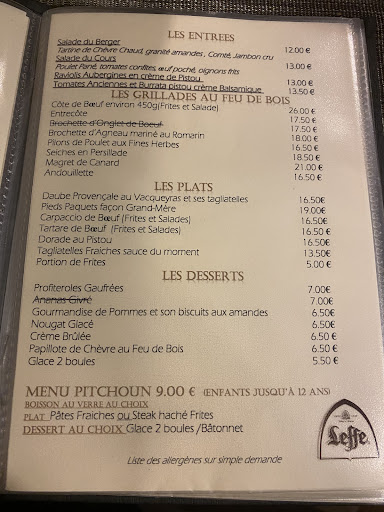 LES ENTREES
Salade du Berger
Tartine de Chèvre Chaud, granité amandes, Comté, Jambon cru 12.00 €
Salade du Cours
Poulet Pané, tomates confites, œuf poché, oignons frits 13.00 €
Raviolis Aubergines en crème de Pistou 13.00 €
Tomates Anciennes et Burrata pistou crème Balsamique 13.50 €
LES GRILLADES AU FEU DE BOIS
Côte de Bœuf environ 450g(Frites et Salades) 26.00 €
Entrecôte 17.50 €
Brochette d'Onglet de Boeuf 17.50 €
Brochette d'Agneau mariné au Romarin 18.00 €
Pilons de Poulet aux Fines Herbes 16.50 €
Seiches en Persillade 18.50 €
Magret de Canard 21.00 €
Andouillette 16.50 €
LES PLATS
Daube Provençale au Vacqueyras et ses tagliatelles 16.50€
Pieds Paquets façon Grand-Mère 19.00€
Carpaccio de Bœuf (Frites et Salades) 16.50€
Tartare de Bœuf (Frites et Salades) 16.50 €
Dorade au Pistou 16.50 €
Tagliatelles Fraiches sauce du moment 13.50€
Portion de Frites 5.00 €
LES DESSERTS
Profiteroles Gaufrées 7.00€
Ananas Givré 7.00€
Gourmandise de Pommes et son biscuits aux amandes 6.50€
Nougat Glacé 6.50€
Crème Brûlée 6.50 €
Papillote de Chèvre au Feu de Bois 6.50 €
Glace 2 boules 5.50 €
MENU PITCHOUN 9.00 € (ENFANTS JUSQU'À 12 ANS)
BOISSON AU VERRE AU CHOIX
PLAT Pâtes Fraiches ou Steak haché Frites
DESSERT AU CHOIX Glace 2 boules /Bâtonnet
Leffe
Liste des allergènes sur simple demande